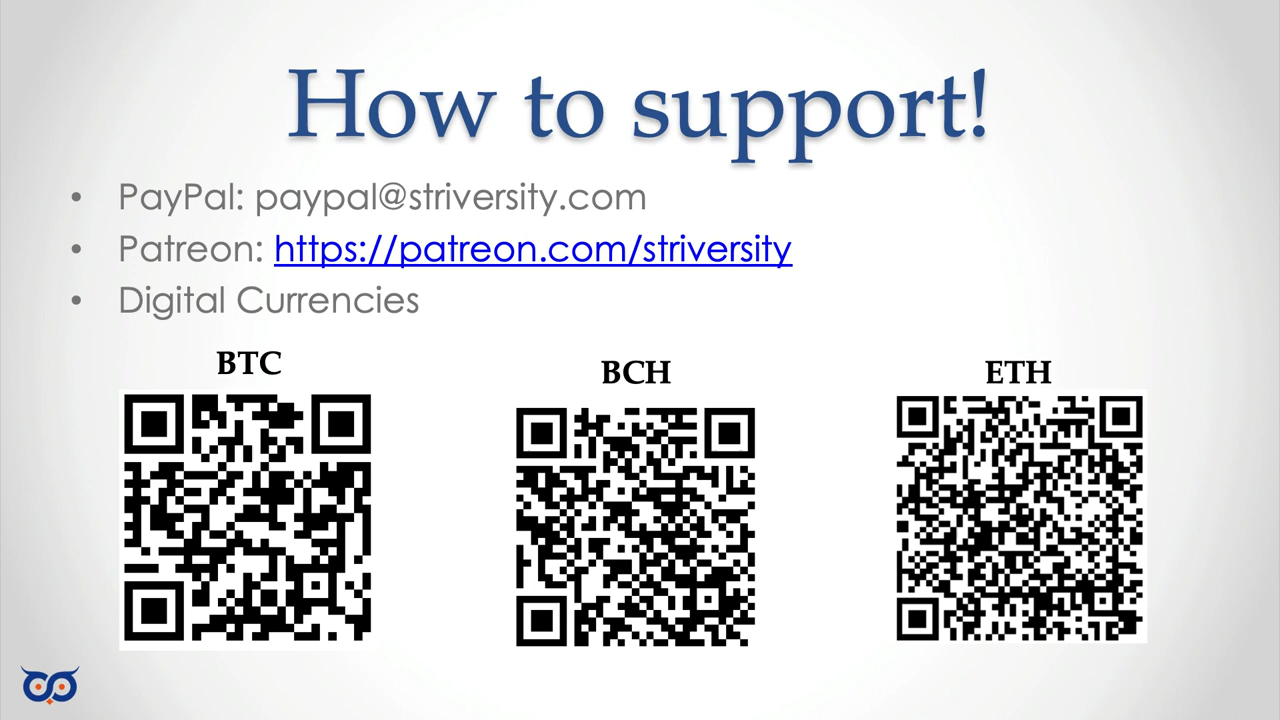 How to support!
• PayPal: paypal@striversity.com
• Patreon: https://patreon.com/striversity
• Digital Currencies
BTC
BCH
ETH